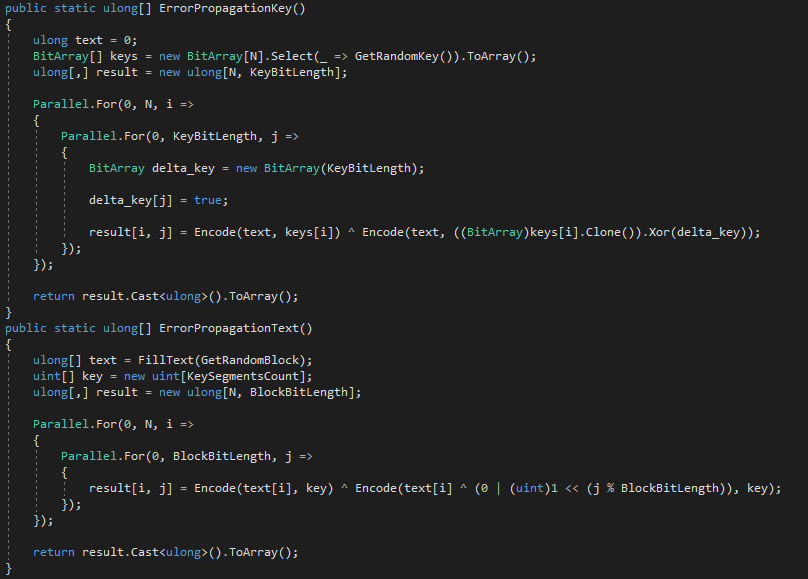 public static ulong[] ErrorPropagationKey()
{
    ulong text = 0;
    BitArray[] keys = new BitArray[N].Select(_ => GetRandomKey()).ToArray();
    ulong[,] result = new ulong[N, KeyBitLength];

    Parallel.For(0, N, i =>
    {
        Parallel.For(0, KeyBitLength, j =>
        {
            BitArray delta_key = new BitArray(KeyBitLength);

            delta_key[j] = true;

            result[i, j] = Encode(text, keys[i]) ^ Encode(text, ((BitArray)keys[i].Clone()).Xor(delta_key));
        });
    });

    return result.Cast<ulong>().ToArray();
}
public static ulong[] ErrorPropagationText()
{
    ulong[] text = FillText(GetRandomBlock);
    uint[] key = new uint[KeySegmentsCount];
    ulong[,] result = new ulong[N, BlockBitLength];

    Parallel.For(0, N, i =>
    {
        Parallel.For(0, BlockBitLength, j =>
        {
            result[i, j] = Encode(text[i], key) ^ Encode(text[i] ^ (0 | (uint)1 << (j % BlockBitLength)), key);
        });
    });

    return result.Cast<ulong>().ToArray();
}